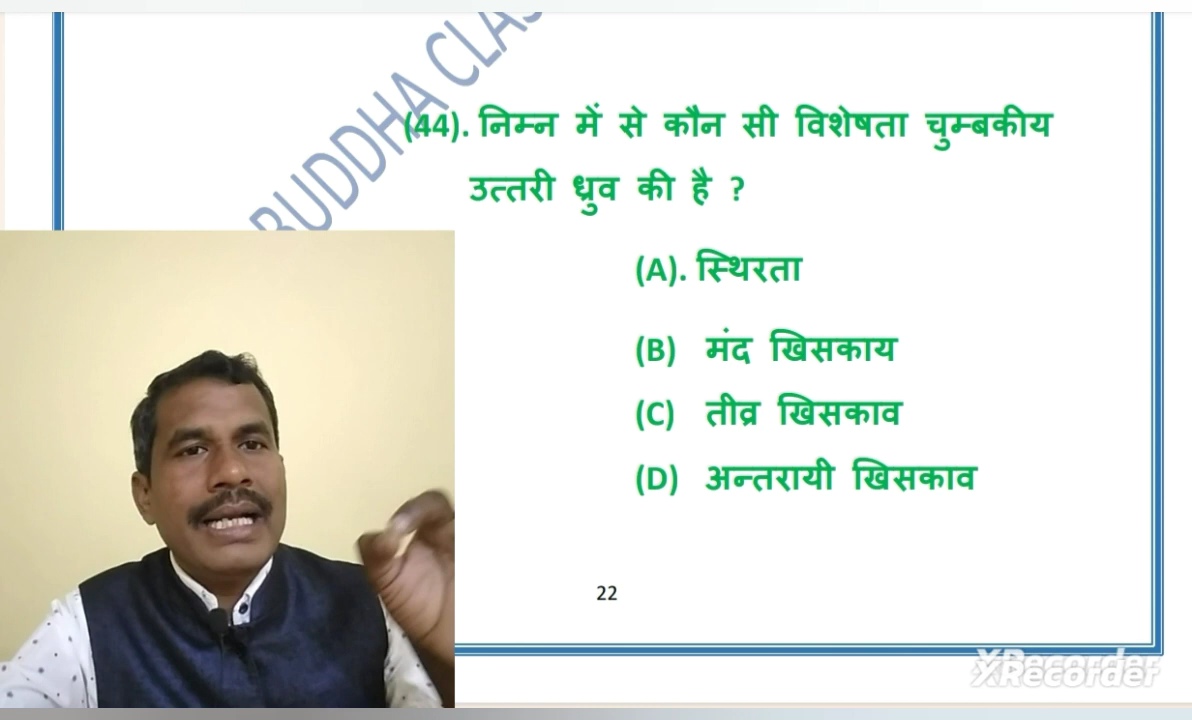 BUDDHA CLAS
(44). निम्न में से कौन सी विशेषता चुम्बकीय
उत्तरी ध्रुव की है ?
(A). स्थिरता
(B) मंद खिसकाय
(C) तीव्र खिसकाव
(D) अन्तरायी खिसकाव
22
XRecorder